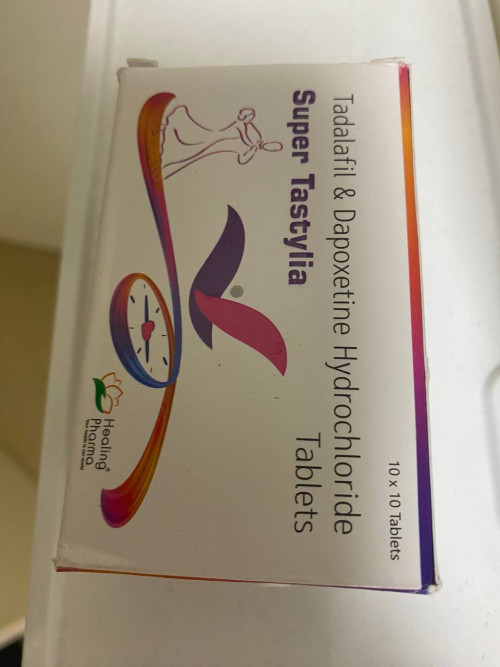 10 x 10 Tablets
Tadalafil & Dapoxetine Hydrochloride
Tablets
Super Tastylia
Healing®
Pharma